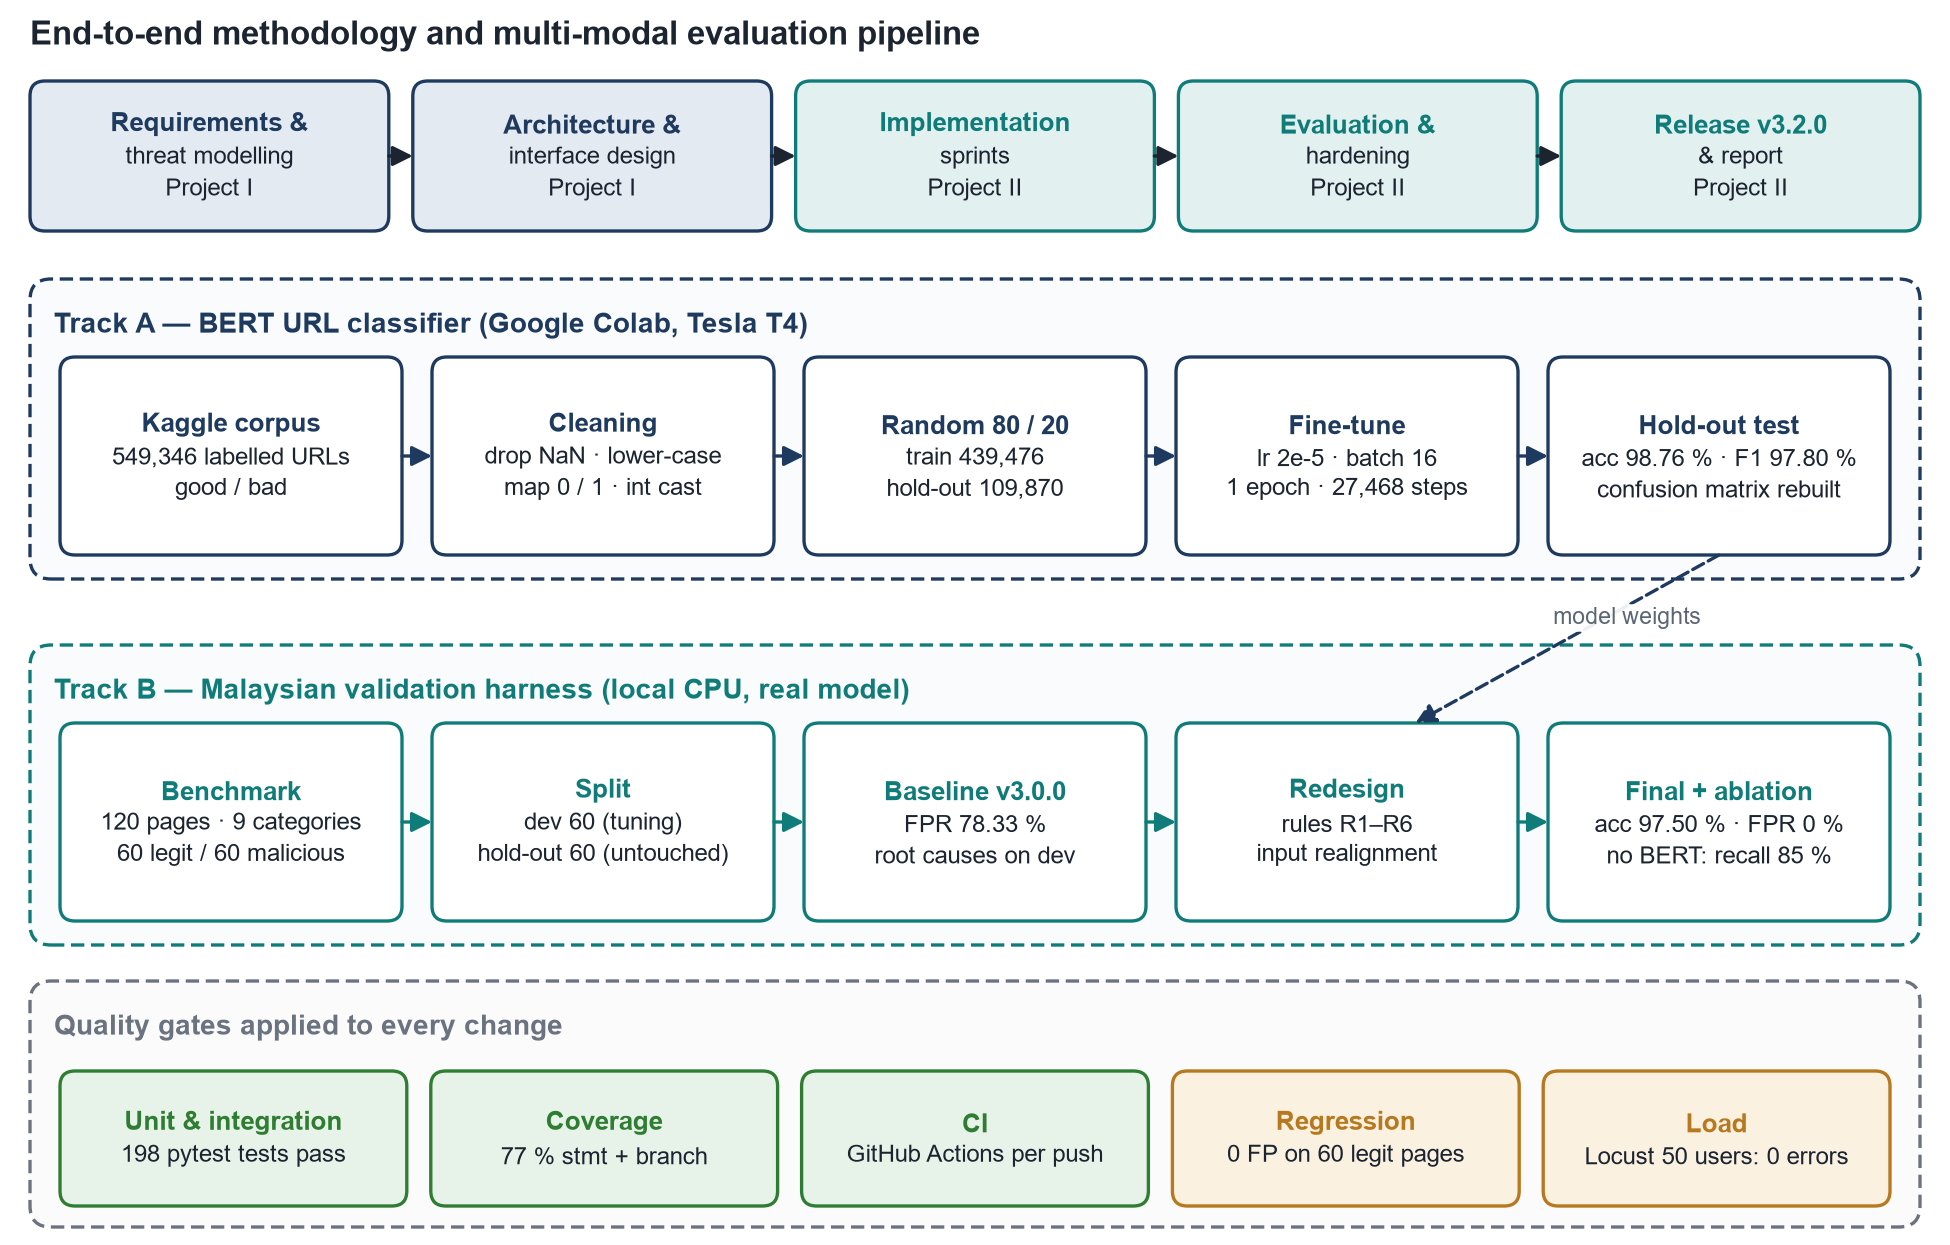 End-to-end methodology and multi-modal evaluation pipeline
Requirements &
threat modelling
Project I
Architecture &
interface design
Project I
Implementation
sprints
Project II
Evaluation &
hardening
Project II
Release v3.2.0
& report
Project II
Track A — BERT URL classifier (Google Colab, Tesla T4)
Kaggle corpus
549,346 labelled URLs
good / bad
Cleaning
drop NaN · lower-case
map 0 / 1 · int cast
Random 80 / 20
train 439,476
hold-out 109,870
Fine-tune
lr 2e-5 · batch 16
1 epoch · 27,468 steps
Hold-out test
acc 98.76 % · F1 97.80 %
confusion matrix rebuilt
model weights
Track B — Malaysian validation harness (local CPU, real model)
Benchmark
120 pages · 9 categories
60 legit / 60 malicious
Split
dev 60 (tuning)
hold-out 60 (untouched)
Baseline v3.0.0
FPR 78.33 %
root causes on dev
Redesign
rules R1–R6
input realignment
Final + ablation
acc 97.50 % · FPR 0 %
no BERT: recall 85 %
Quality gates applied to every change
Unit & integration
198 pytest tests pass
Coverage
77 % stmt + branch
CI
GitHub Actions per push
Regression
0 FP on 60 legit pages
Load
Locust 50 users: 0 errors